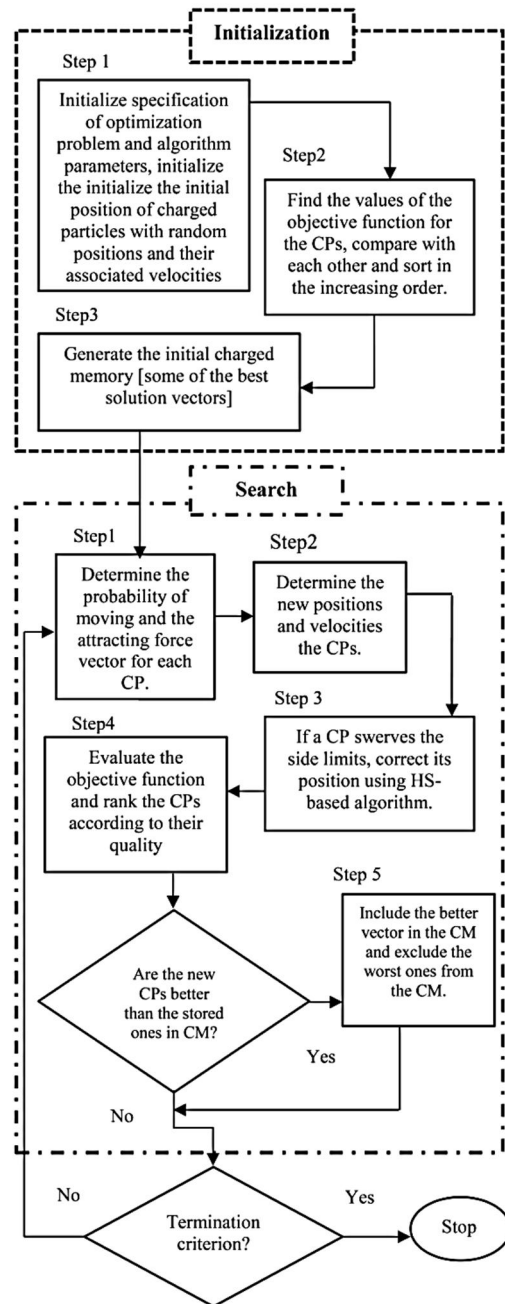 Initialization
Step 1
Initialize specification
of optimization
problem and algorithm
parameters, initialize
the initialize the initial
position of charged
particles with random
positions and their
associated velocities
Step2
Find the values of the
objective function for
the CPs, compare with
each other and sort in
the increasing order.
Step3
Generate the initial charged
memory [some of the best
solution vectors]
Search
Step1
Determine the
probability of
moving and the
attracting force
vector for each
CP.
Step2
Determine the
new positions
and velocities
the CPs.
Step 3
If a CP swerves the
side limits, correct its
position using HS-
based algorithm.
Step4
Evaluate the
objective function
and rank the CPs
according to their
quality
Are the new
CPs better
than the stored
ones in CM?
Step 5
Include the better
vector in the CM
and exclude the
worst ones from
the CM.
Yes
No
Termination
criterion?
No
Yes
Stop